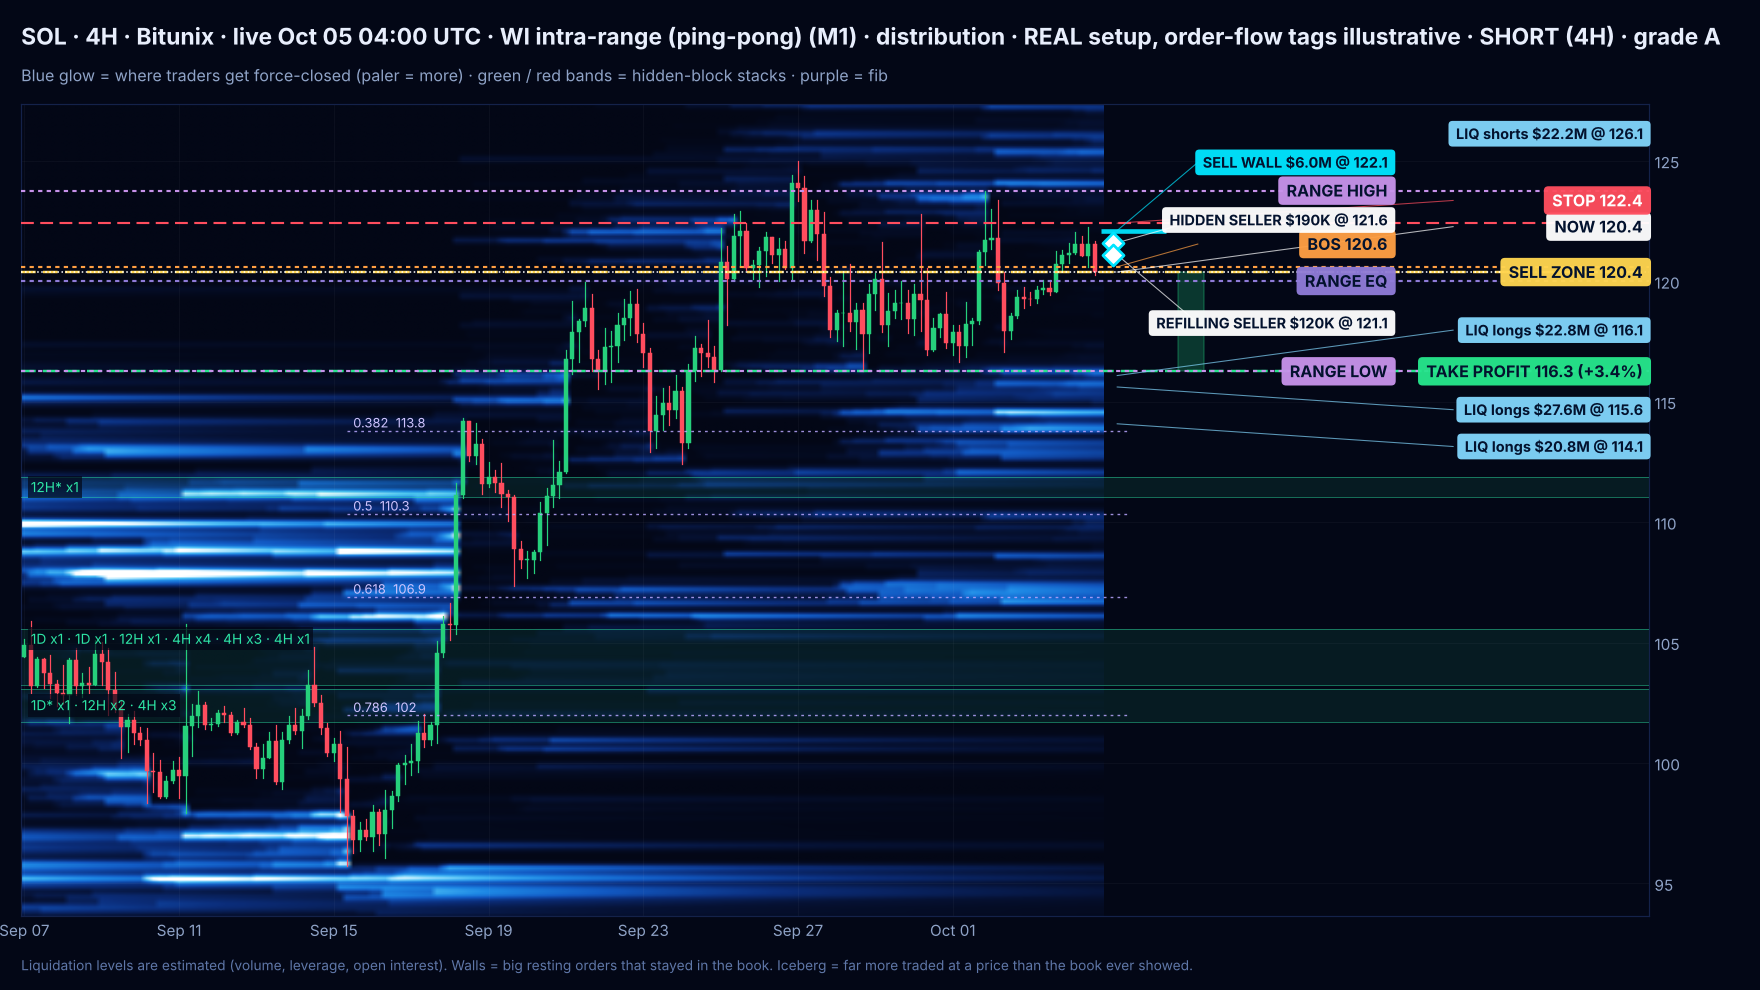 SOL · 4H · Bitunix · live Oct 05 04:00 UTC · WI intra-range (ping-pong) (M1) · distribution · REAL setup, order-flow tags illustrative · SHORT (4H) · grade A
Blue glow = where traders get force-closed (paler = more) · green / red bands = hidden-block stacks · purple = fib
LIQ shorts $22.2M @ 126.1
SELL WALL $6.0M @ 122.1
125
RANGE HIGH
STOP 122.4
HIDDEN SELLER $190K @ 121.6
NOW 120.4
BOS 120.6
SELL ZONE 120.4
RANGE EQ
120
REFILLING SELLER $120K @ 121.1
LIQ longs $22.8M @ 116.1
RANGE LOW
TAKE PROFIT 116.3 (+3.4%)
115
LIQ longs $27.6M @ 115.6
0.382 113.8
LIQ longs $20.8M @ 114.1
12H* x1
0.5 110.3
110
0.618 106.9
1D x1 · 1D x1 · 12H x1 · 4H x4 · 4H x3 · 4H x1
105
1D* x1 · 12H x2 · 4H x3
0.786 102
100
95
Sep 07
Sep 11
Sep 15
Sep 19
Sep 23
Sep 27
Oct 01
Liquidation levels are estimated (volume, leverage, open interest). Walls = big resting orders that stayed in the book. Iceberg = far more traded at a price than the book ever showed.